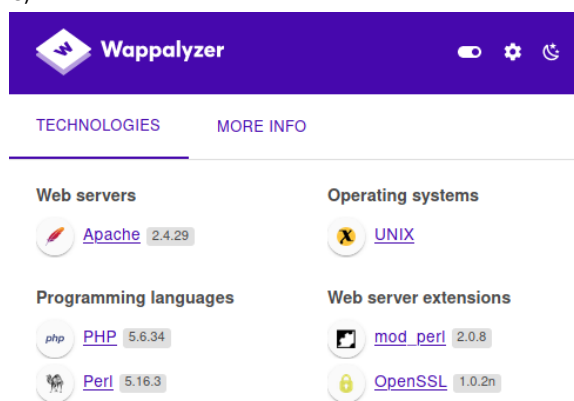 Wappalyzer
TECHNOLOGIES MORE INFO
Web servers
Apache 2.4.29
Operating systems
UNIX
Programming languages
php PHP 5.6.34
Perl 5.16.3
Web server extensions
mod_perl 2.0.8
OpenSSL 1.0.2n